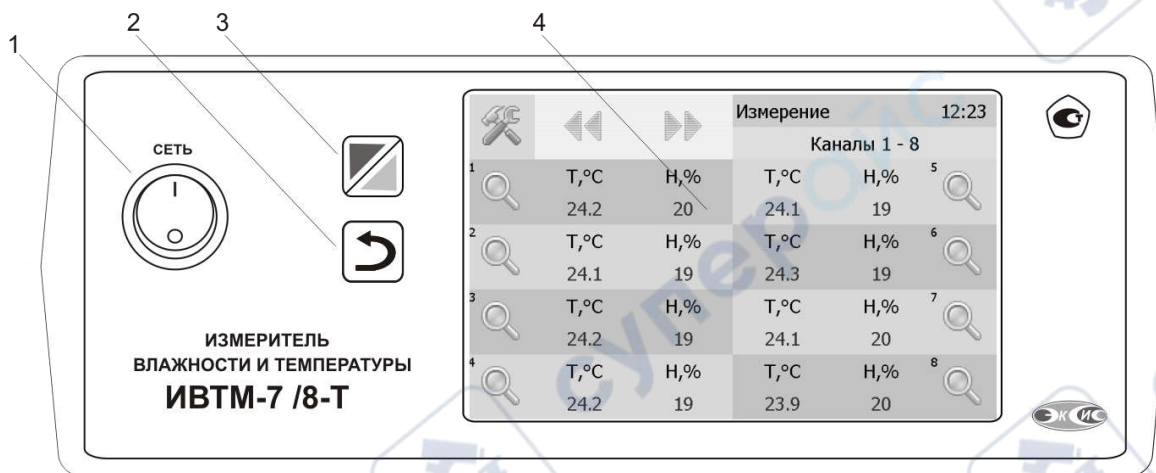 1
2
3
4
СЕТЬ
ИЗМЕРИТЕЛЬ
ВЛАЖНОСТИ И ТЕМПЕРАТУРЫ
ИВТМ-7 /8-Т
Измерение 12:23
Каналы 1 - 8
1 T,°C H,% T,°C H,% 5
24.2 20 24.1 19
2 T,°C H,% T,°C H,% 6
24.1 19 24.3 19
3 T,°C H,% T,°C H,% 7
24.2 19 24.1 20
4 T,°C H,% T,°C H,% 8
24.2 19 23.9 20
ЭКСИС
суперайс